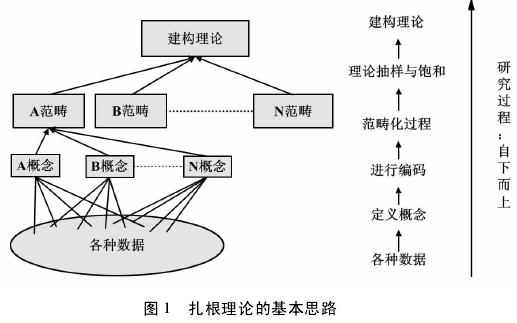 建构理论
A范畴
B范畴
N范畴
A概念
B概念
N概念
各种数据
建构理论
理论抽样与饱和
范畴化过程
进行编码
定义概念
各种数据
研究过程:自下而上
图1 扎根理论的基本思路